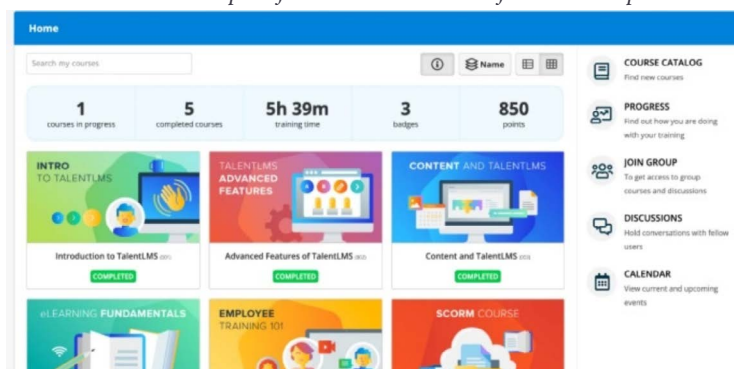 Home
Search my courses
Name
1
courses in progress
5
completed courses
5h 39m
training time
3
badges
850
points
INTRO
TO TALENTLMS
Introduction to TalentLMS (001)
COMPLETED
TALENTLMS
ADVANCED
FEATURES
Advanced Features of TalentLMS (002)
COMPLETED
CONTENT AND TALENTLMS
Content and TalentLMS (003)
COMPLETED
eLEARNING FUNDAMENTALS
EMPLOYEE
TRAINING 101
SCORM COURSE
COURSE CATALOG
Find new courses
PROGRESS
Find out how you are doing
with your training
JOIN GROUP
To get access to group
courses and discussions
DISCUSSIONS
Hold conversations with fellow
users
CALENDAR
View current and upcoming
events